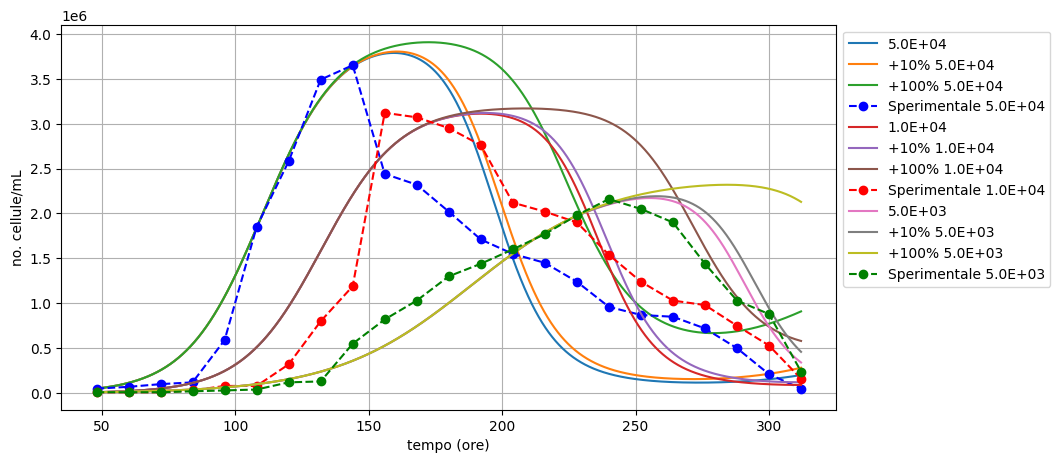 1e6
4.0
3.5
3.0
2.5
2.0
1.5
1.0
0.5
0.0
no. cellule/mL
50
100
150
200
250
300
tempo (ore)
5.0E+04
+10% 5.0E+04
+100% 5.0E+04
Sperimentale 5.0E+04
1.0E+04
+10% 1.0E+04
+100% 1.0E+04
Sperimentale 1.0E+04
5.0E+03
+10% 5.0E+03
+100% 5.0E+03
Sperimentale 5.0E+03